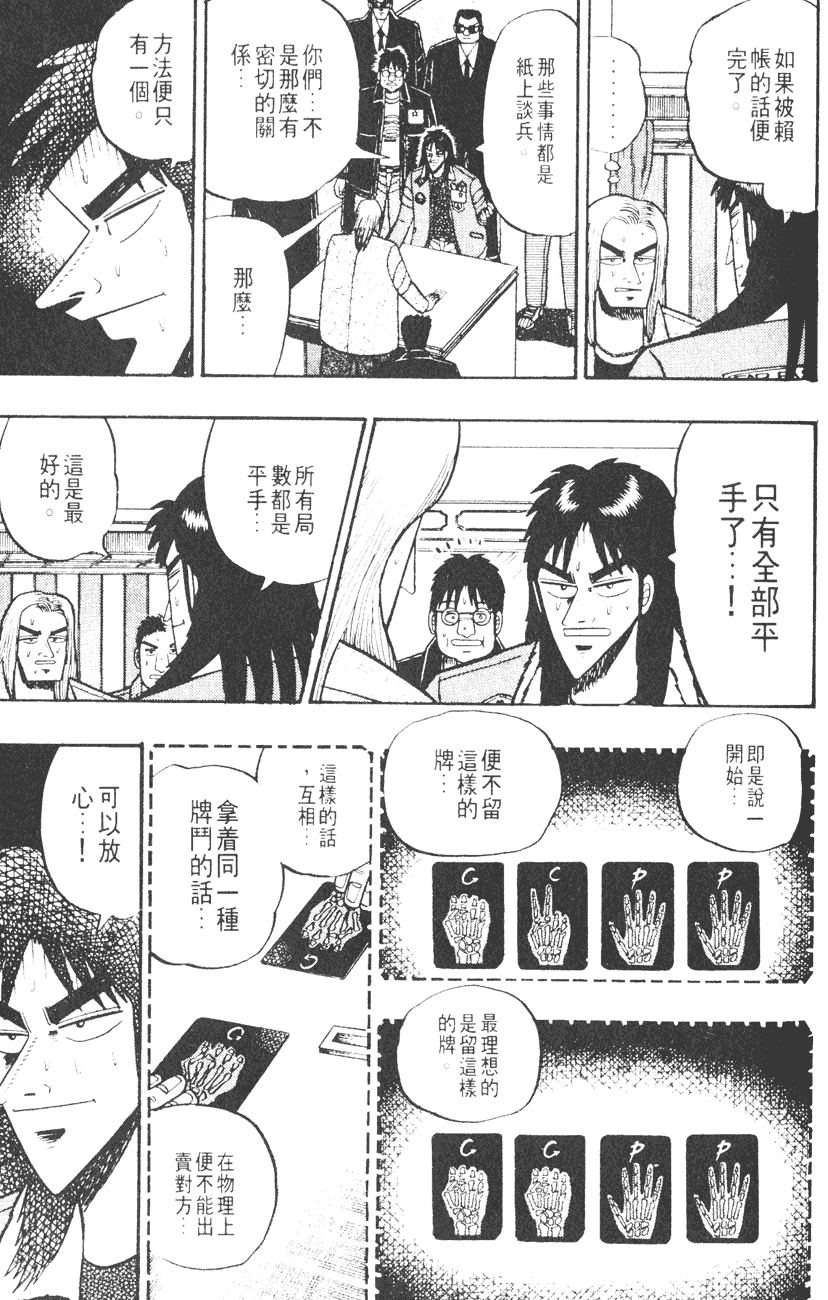 如果被賴
帳的話便
完了。
⋯⋯⋯
那些事情都是
紙上談兵。
你們⋯不
是那麼有
密切的關
係⋯
那麼⋯
方法便只
有一個。
只有全部平
手了⋯！
所有局
數都是
平手⋯
這是最
好的。
即是說一
開始⋯
便不留
這樣的
牌⋯
G
C
P
P
最理想的
是留這樣
的牌。
G
G
P
P
這樣的話
，互相⋯
拿着同一種
牌鬥的話⋯
G
G
在物理上
便不能出
賣對方⋯
可以放
心⋯！